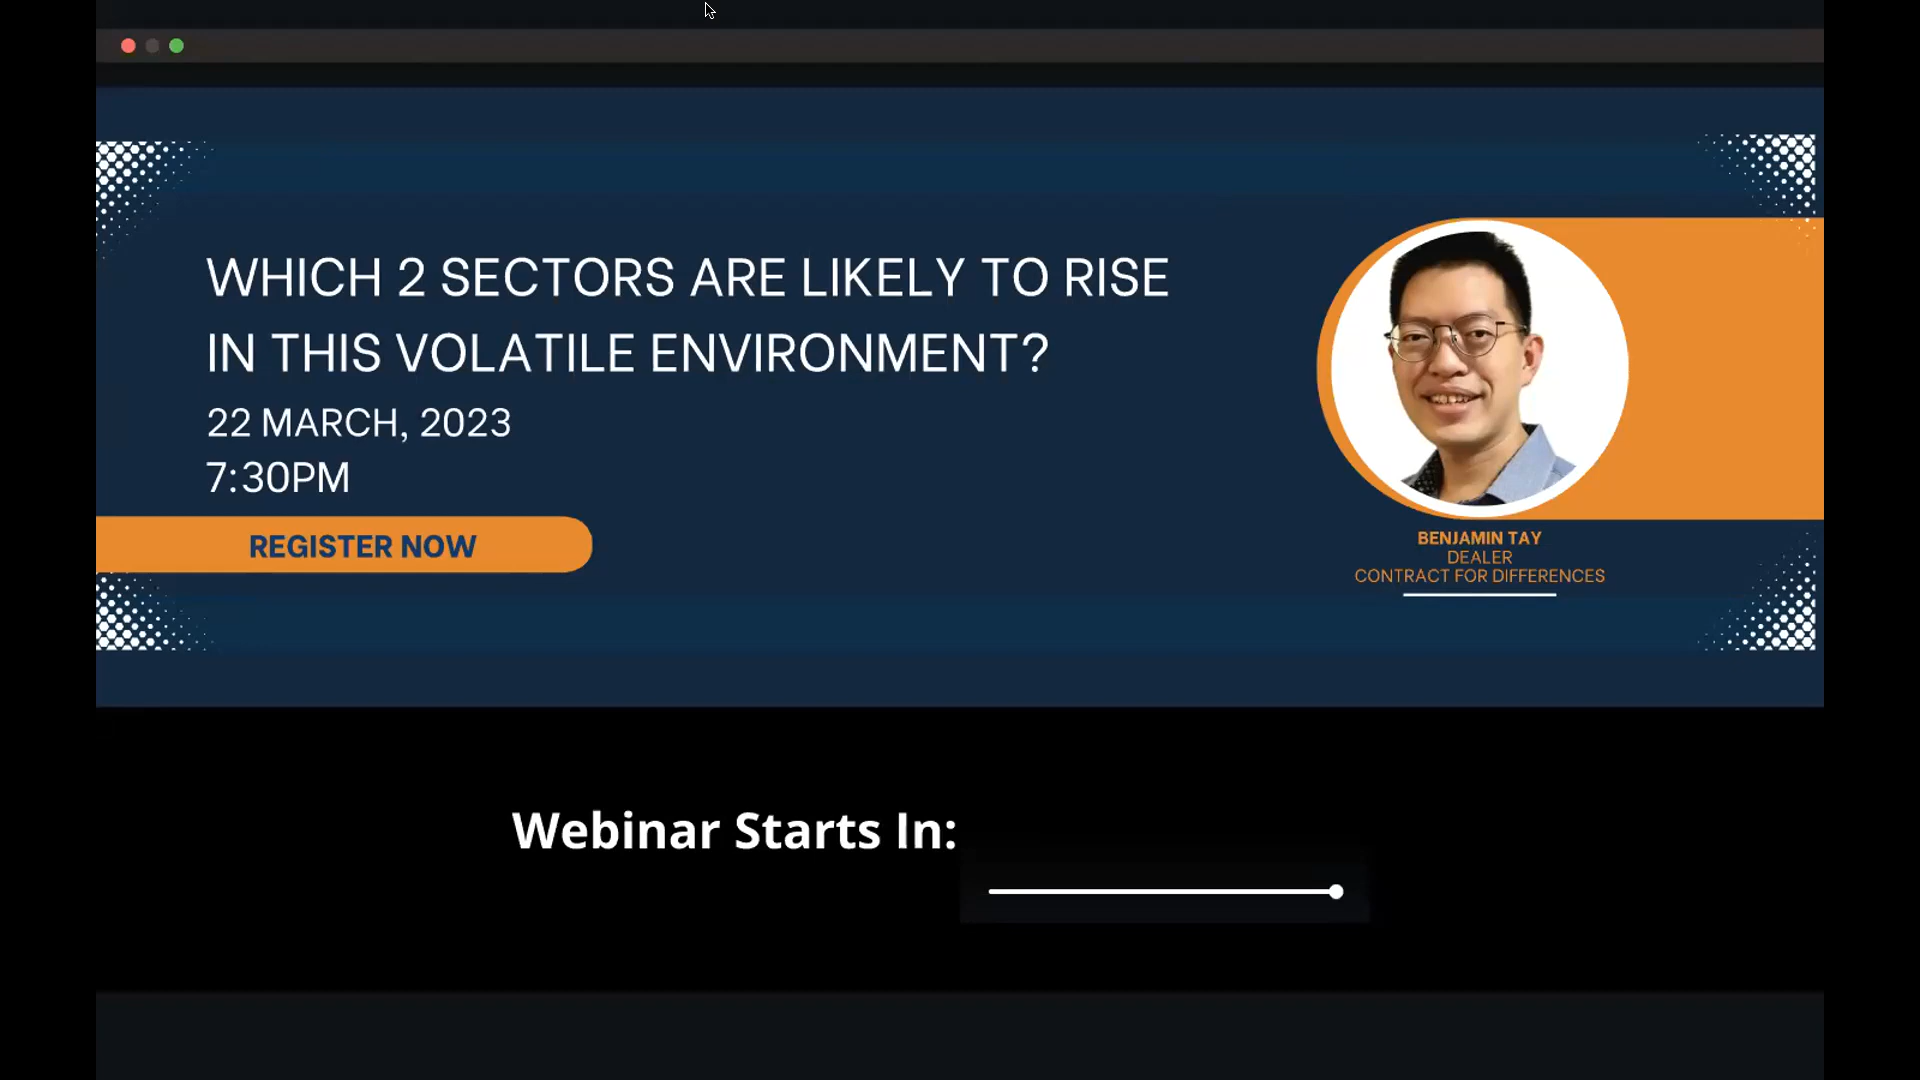 WHICH 2 SECTORS ARE LIKELY TO RISE
IN THIS VOLATILE ENVIRONMENT?
22 MARCH, 2023
7:30PM
REGISTER NOW
BENJAMIN TAY
DEALER
CONTRACT FOR DIFFERENCES
Webinar Starts In: